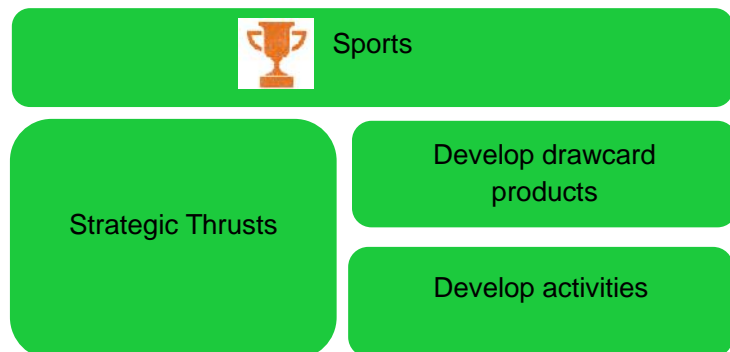 Sports
Strategic Thrusts
Develop drawcard
products
Develop activities